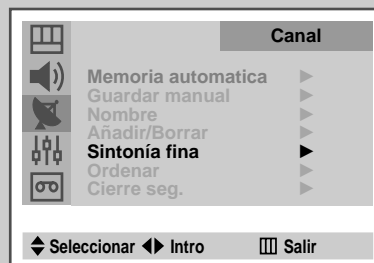 Canal
Memoria automatica
Guardar manual
Nombre
Añadir/Borrar
Sintonía fina
Ordenar
Cierre seg.
Seleccionar Intro Salir